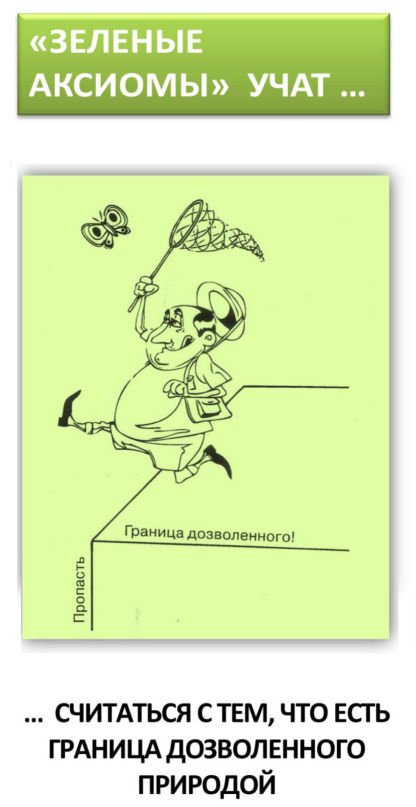 «ЗЕЛЕНЫЕ
АКСИОМЫ» УЧАТ ...
Граница дозволенного!
Пропасть
... СЧИТАТЬСЯ С ТЕМ, ЧТО ЕСТЬ
ГРАНИЦА ДОЗВОЛЕННОГО
ПРИРОДОЙ